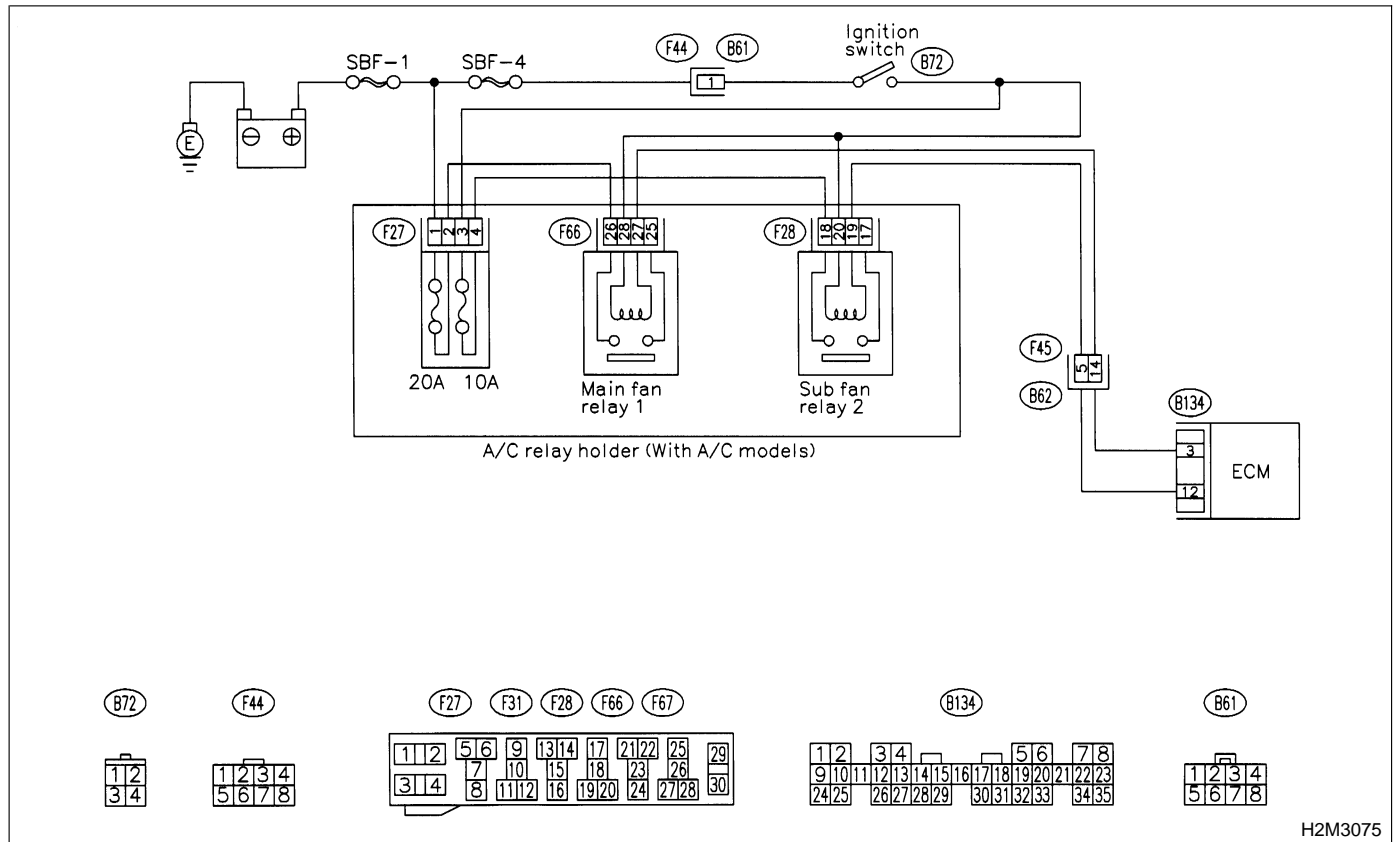 Ignition
switch
F44 B61 B72
SBF-1 SBF-4
1
E
⊖ ⊕
F27 1 2 3 4
F66 26 28 27 25
F28 18 20 19 17
20A 10A
Main fan
relay 1
Sub fan
relay 2
A/C relay holder (With A/C models)
F45
5 14
B62
B134
3
12
ECM
B72 F44 F27 F31 F28 F66 F67 B134 B61
1 2
3 4
1 2 3 4
5 6 7 8
1 2 5 6 9 13 14 17 21 22 25 29
7 10 15 18 23 26
3 4 8 11 12 16 19 20 24 27 28 30
1 2 3 4 5 6 7 8
9 10 11 12 13 14 15 16 17 18 19 20 21 22 23
24 25 26 27 28 29 30 31 32 33 34 35
1 2 3 4
5 6 7 8
H2M3075